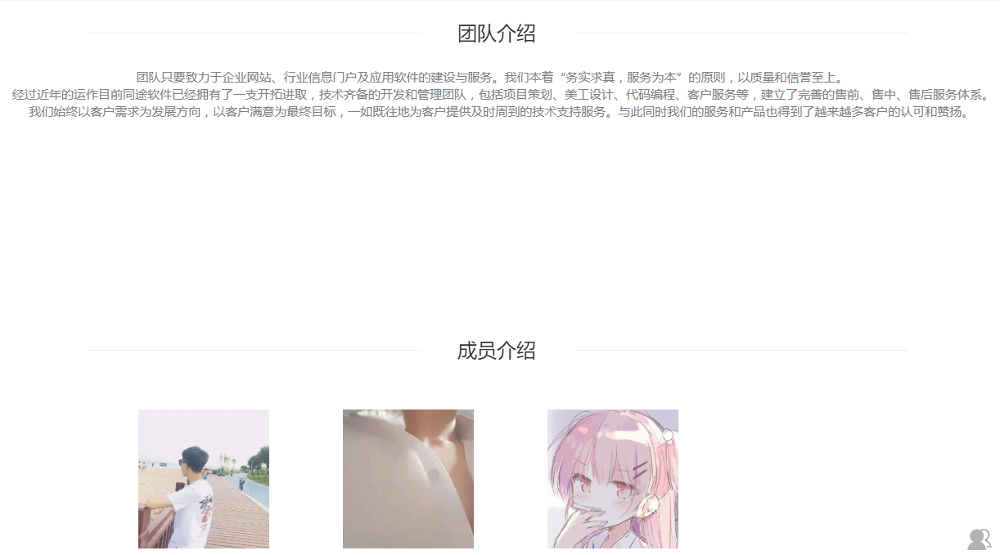 团队介绍
团队只要致力于企业网站、行业信息门户及应用软件的建设与服务。我们本着“务实求真，服务为本”的原则，以质量和信誉至上。
经过近年的运作目前同途软件已经拥有了一支开拓进取，技术齐备的开发和管理团队，包括项目策划、美工设计、代码编程、客户服务等，建立了完善的售前、售中、售后服务体系。
我们始终以客户需求为发展方向，以客户满意为最终目标，一如既往地为客户提供及时周到的技术支持服务。与此同时我们的服务和产品也得到了越来越多客户的认可和赞扬。
成员介绍